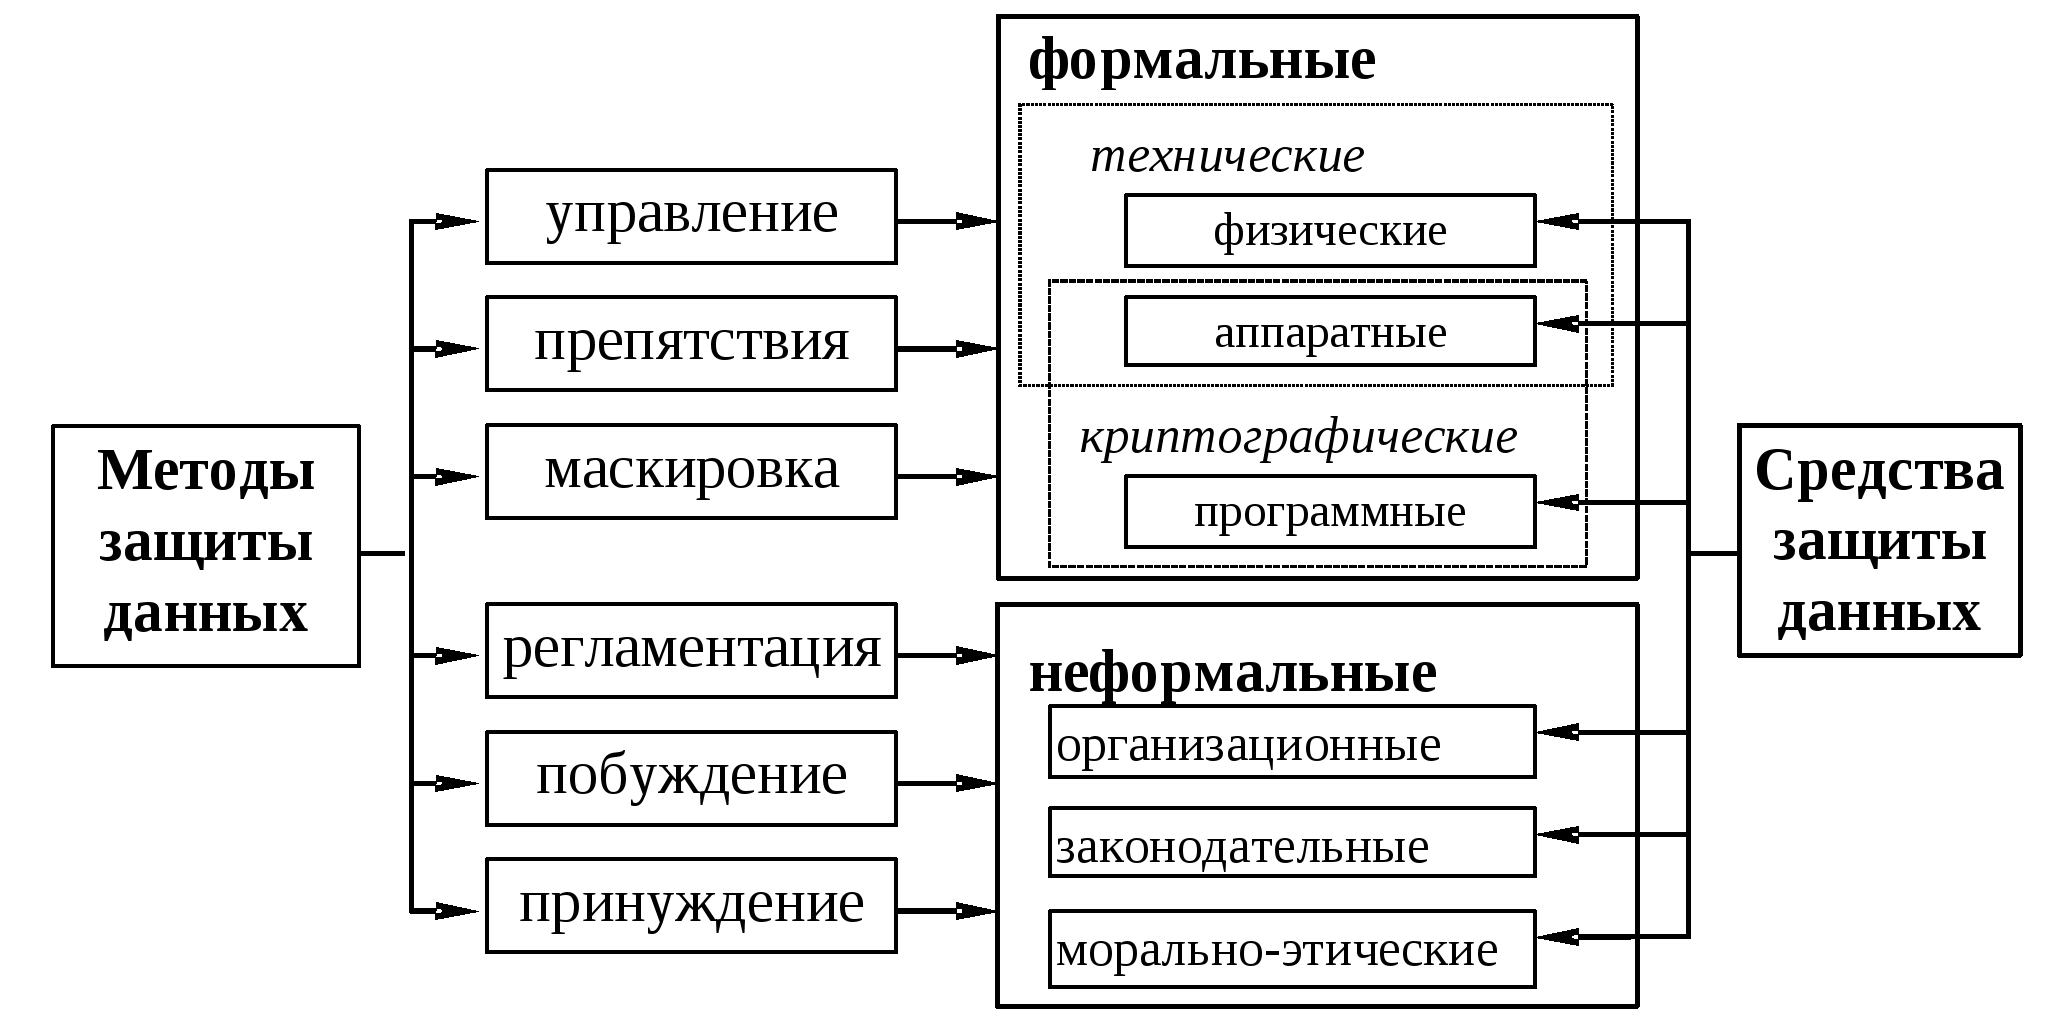 Методы
защиты
данных
управление
препятствия
маскировка
регламентация
побуждение
принуждение
формальные
технические
физические
аппаратные
криптографические
программные
неформальные
организационные
законодательные
морально-этические
Средства
защиты
данных